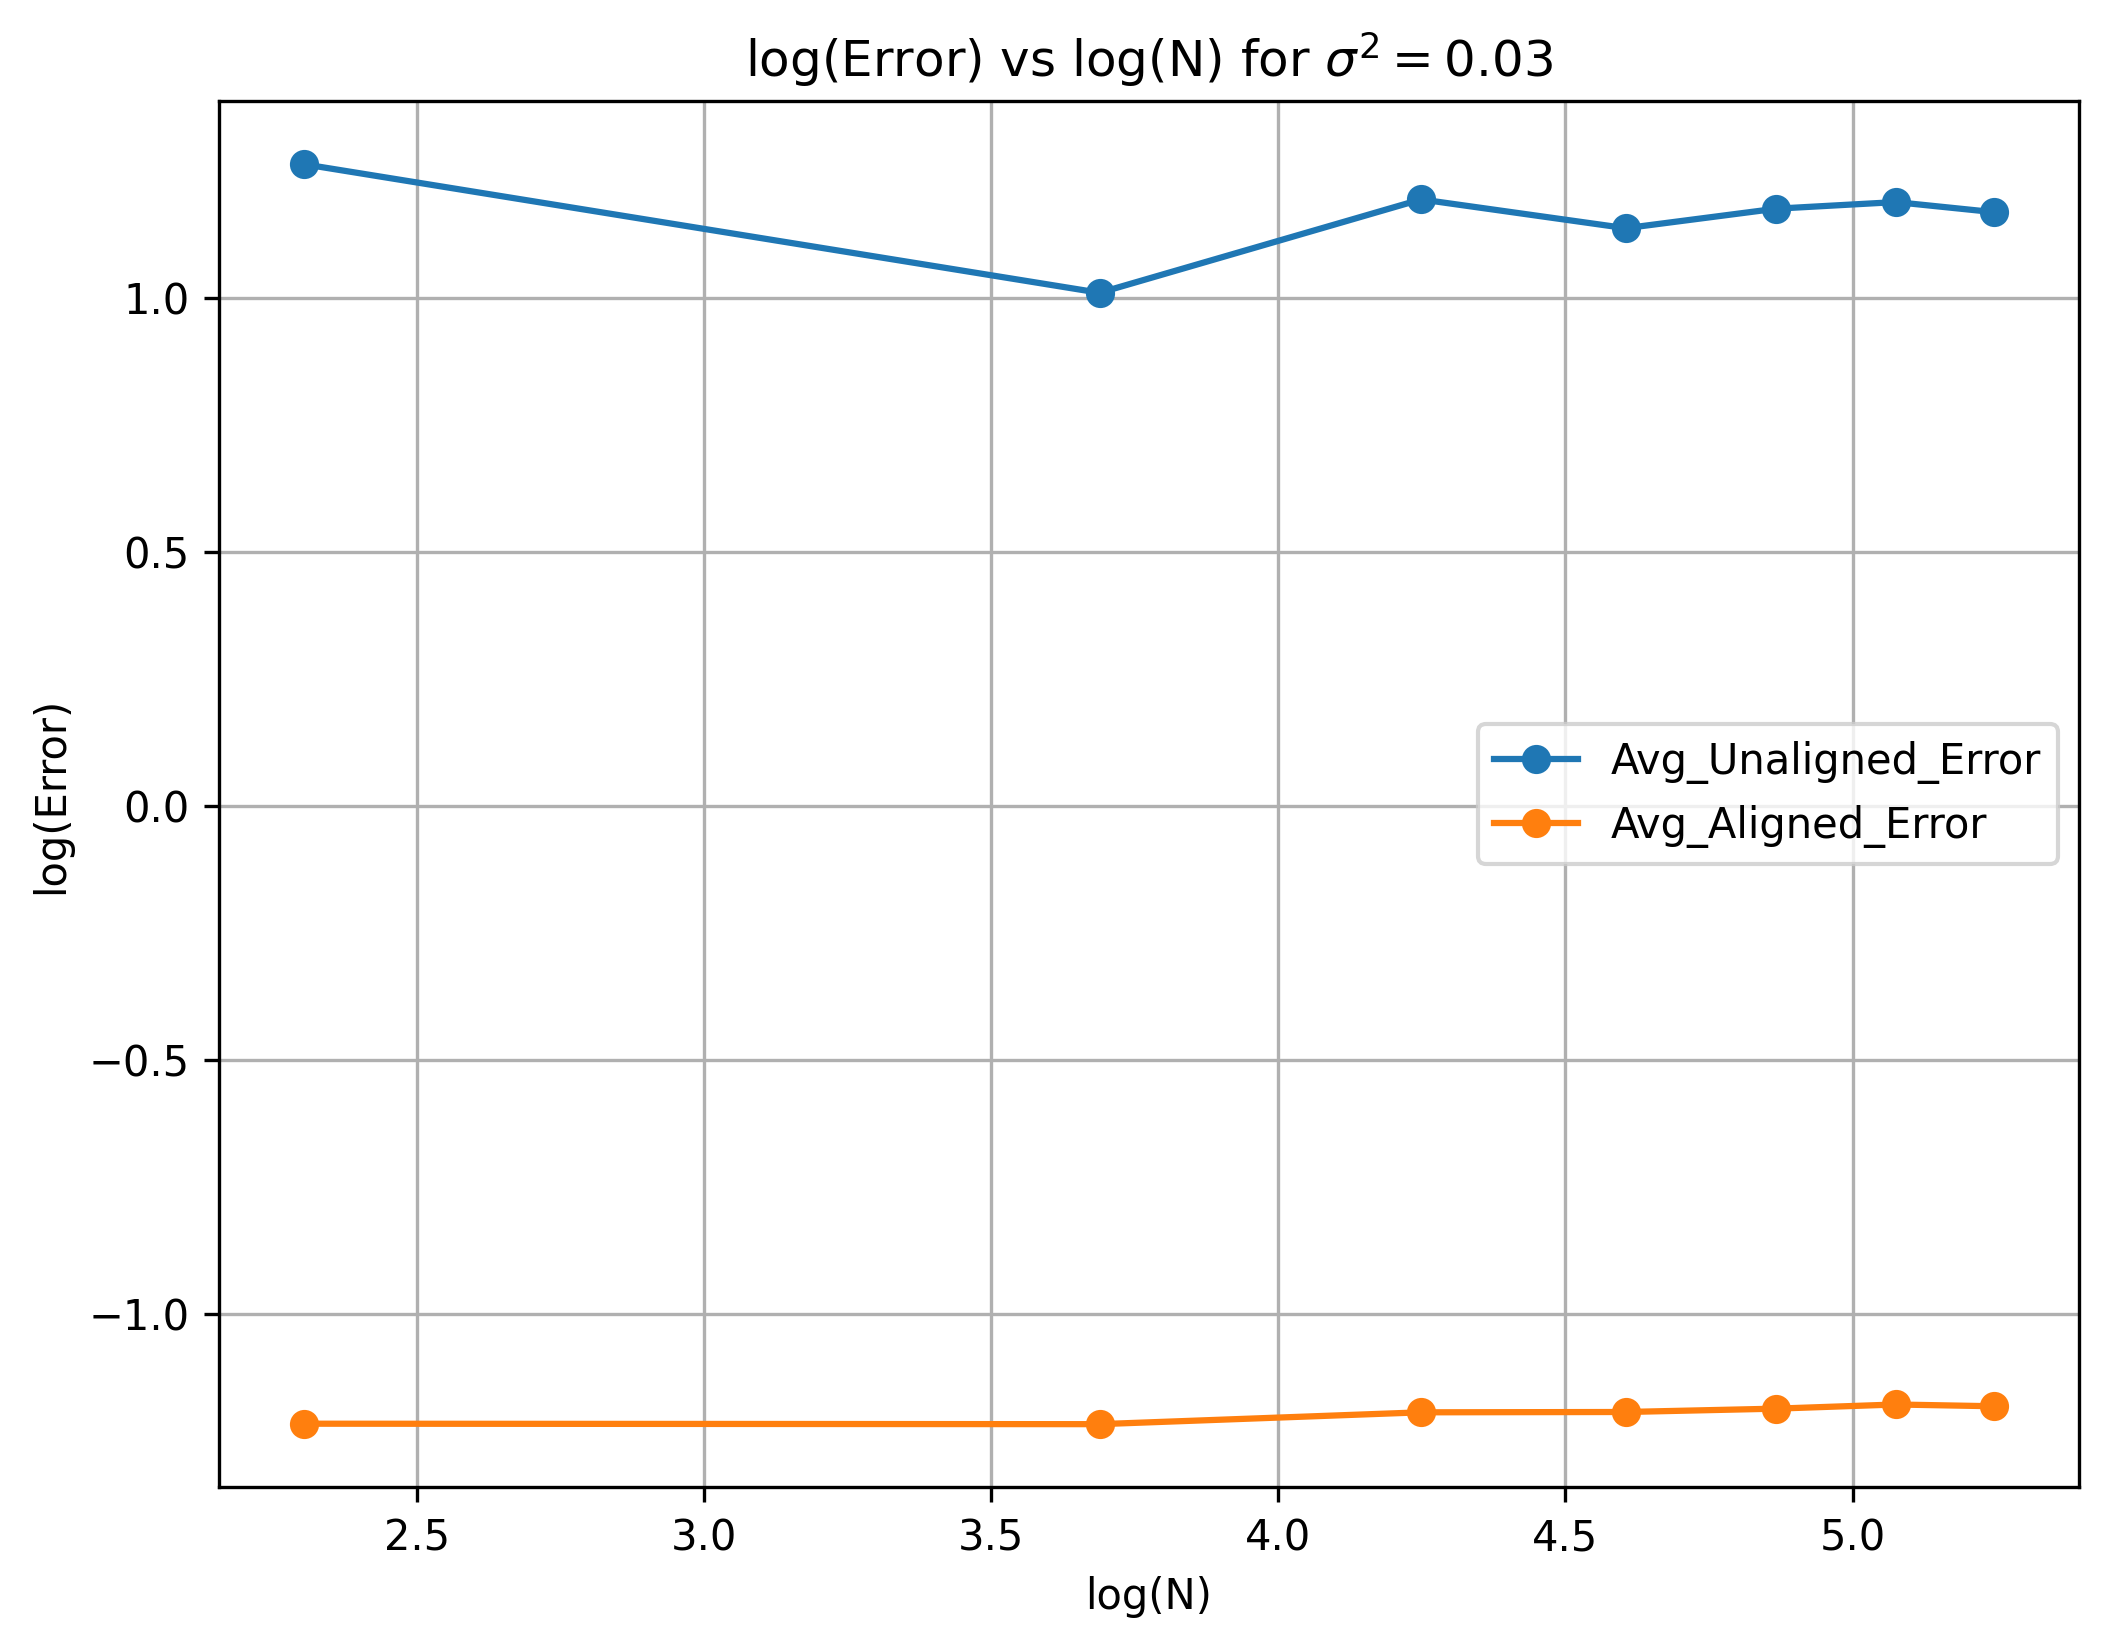 log(Error) vs log(N) for σ² = 0.03
log(Error)
1.0
0.5
0.0
−0.5
−1.0
Avg_Unaligned_Error
Avg_Aligned_Error
2.5 3.0 3.5 4.0 4.5 5.0
log(N)